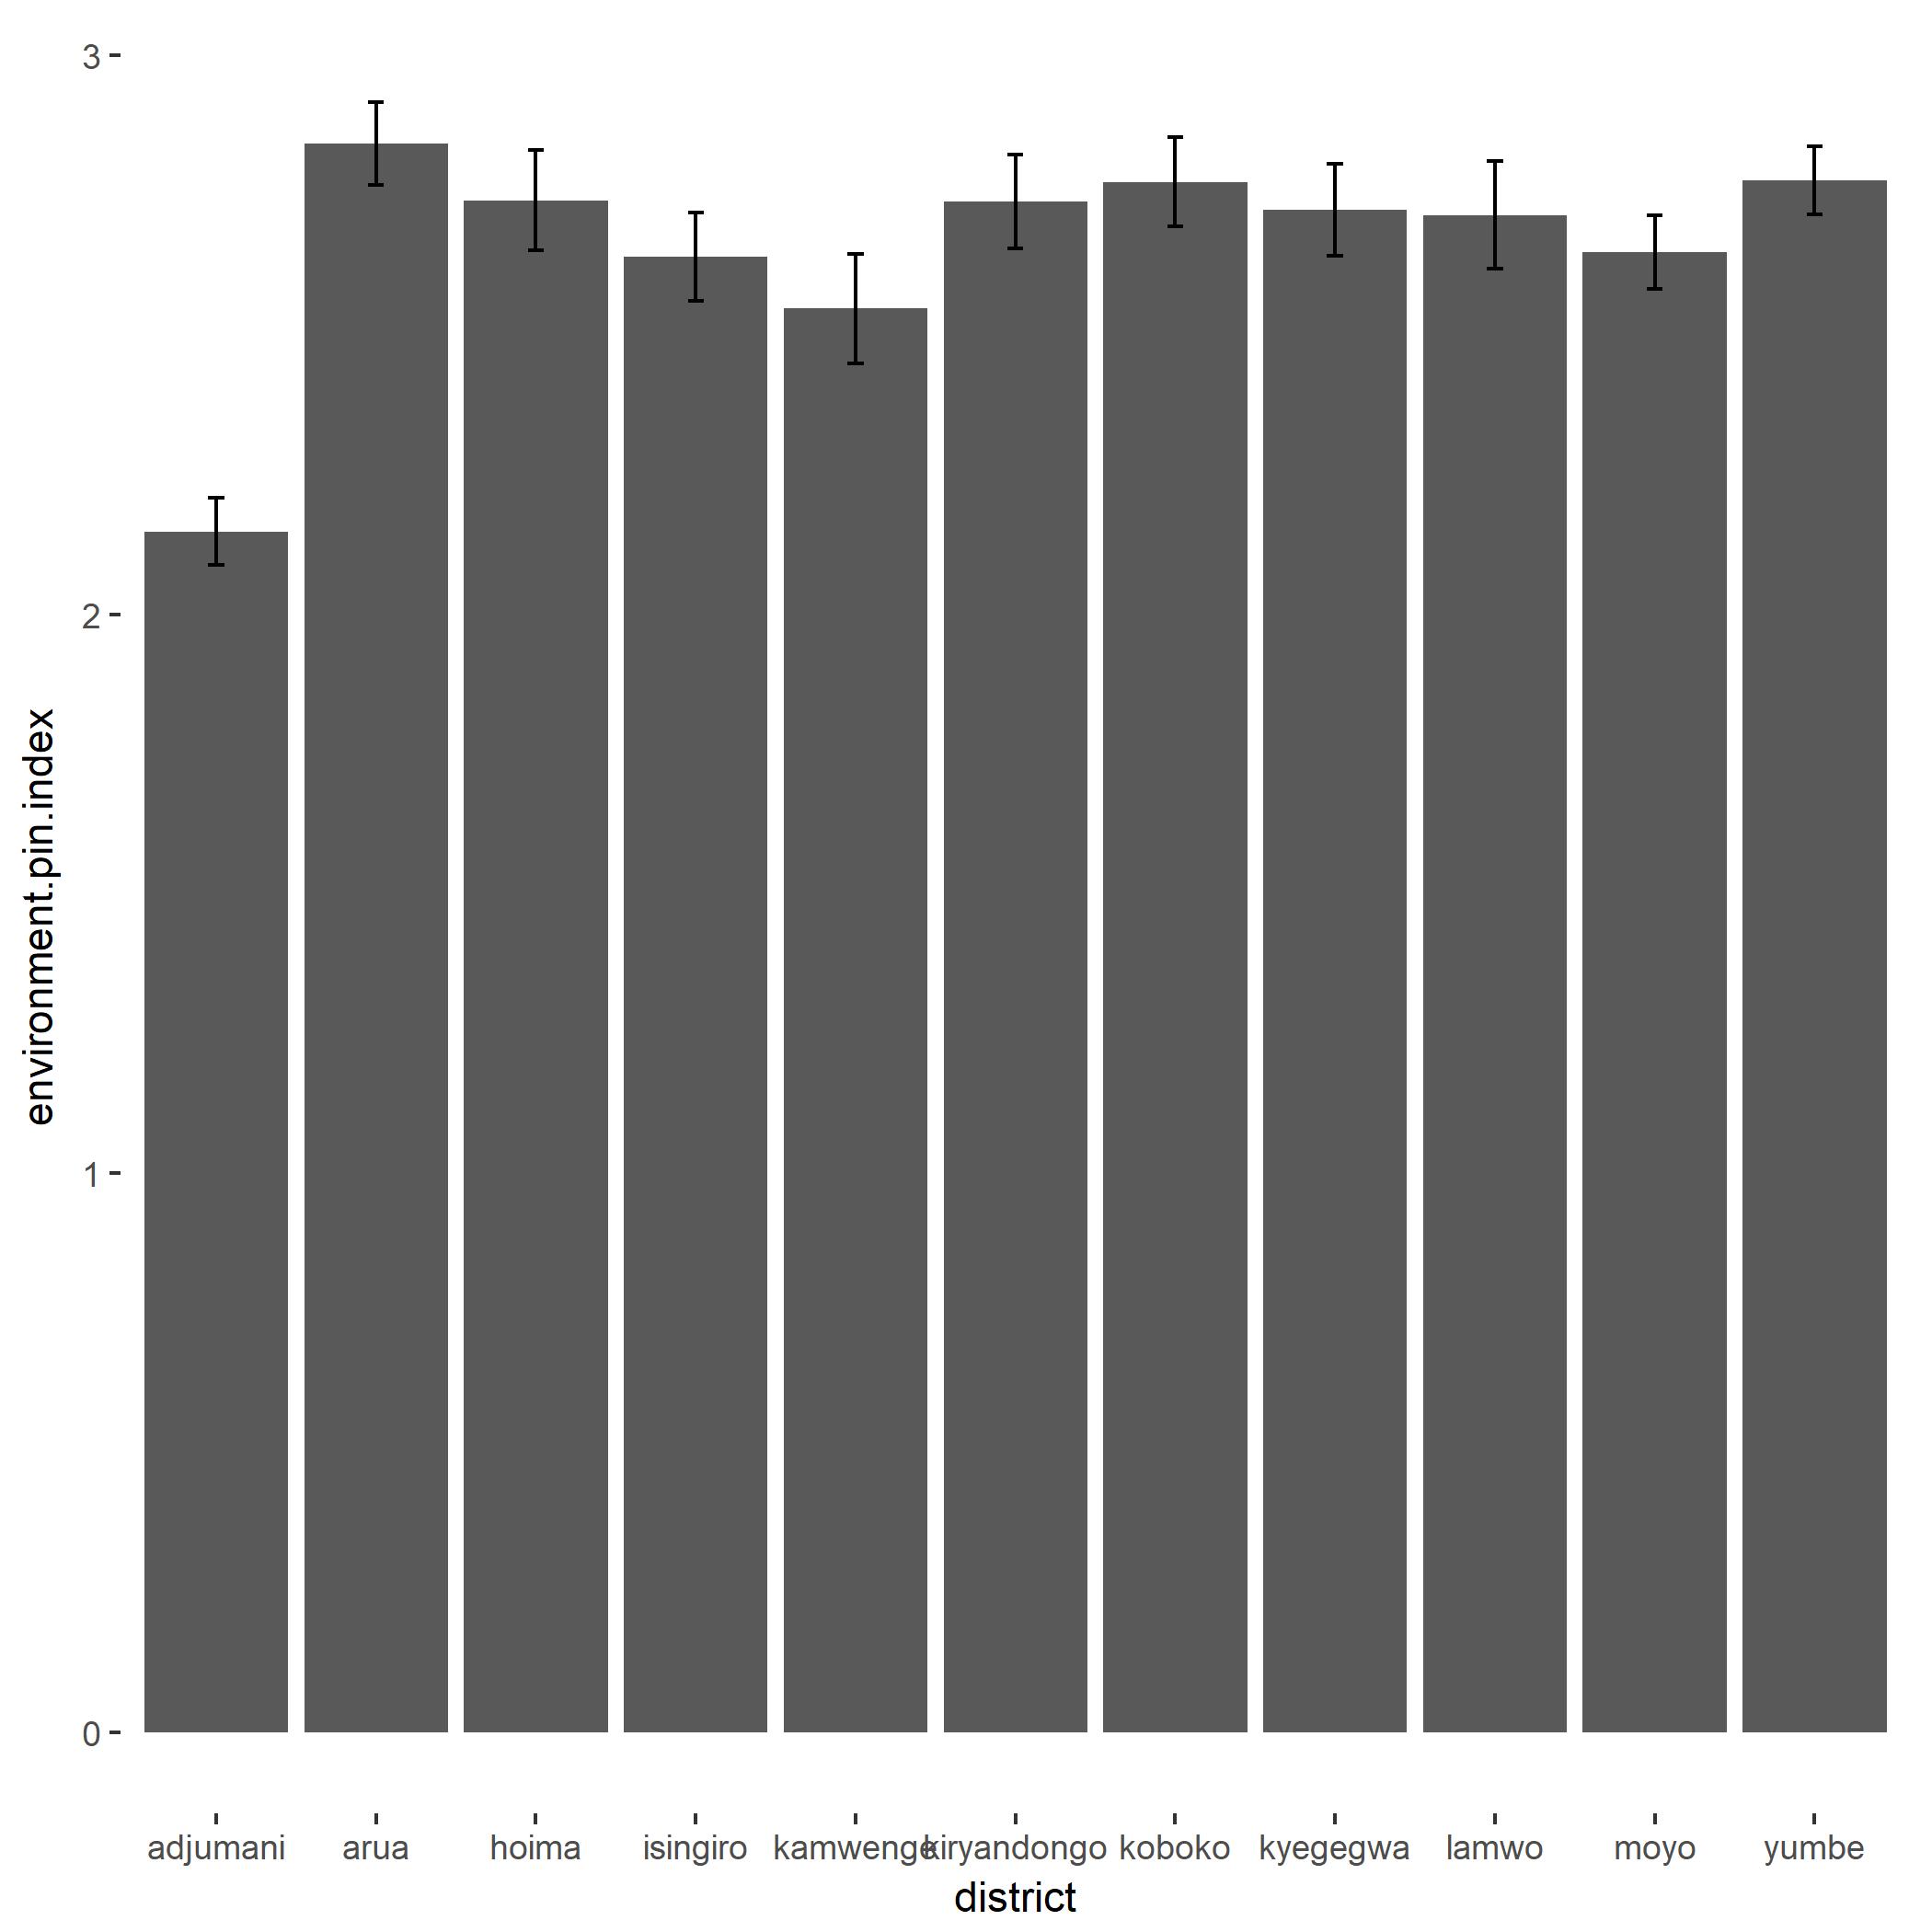 3
2
1
0
environment.pin.index
adjumani arua hoima isingiro kamwenge kiryandongo koboko kyegegwa lamwo moyo yumbe
district